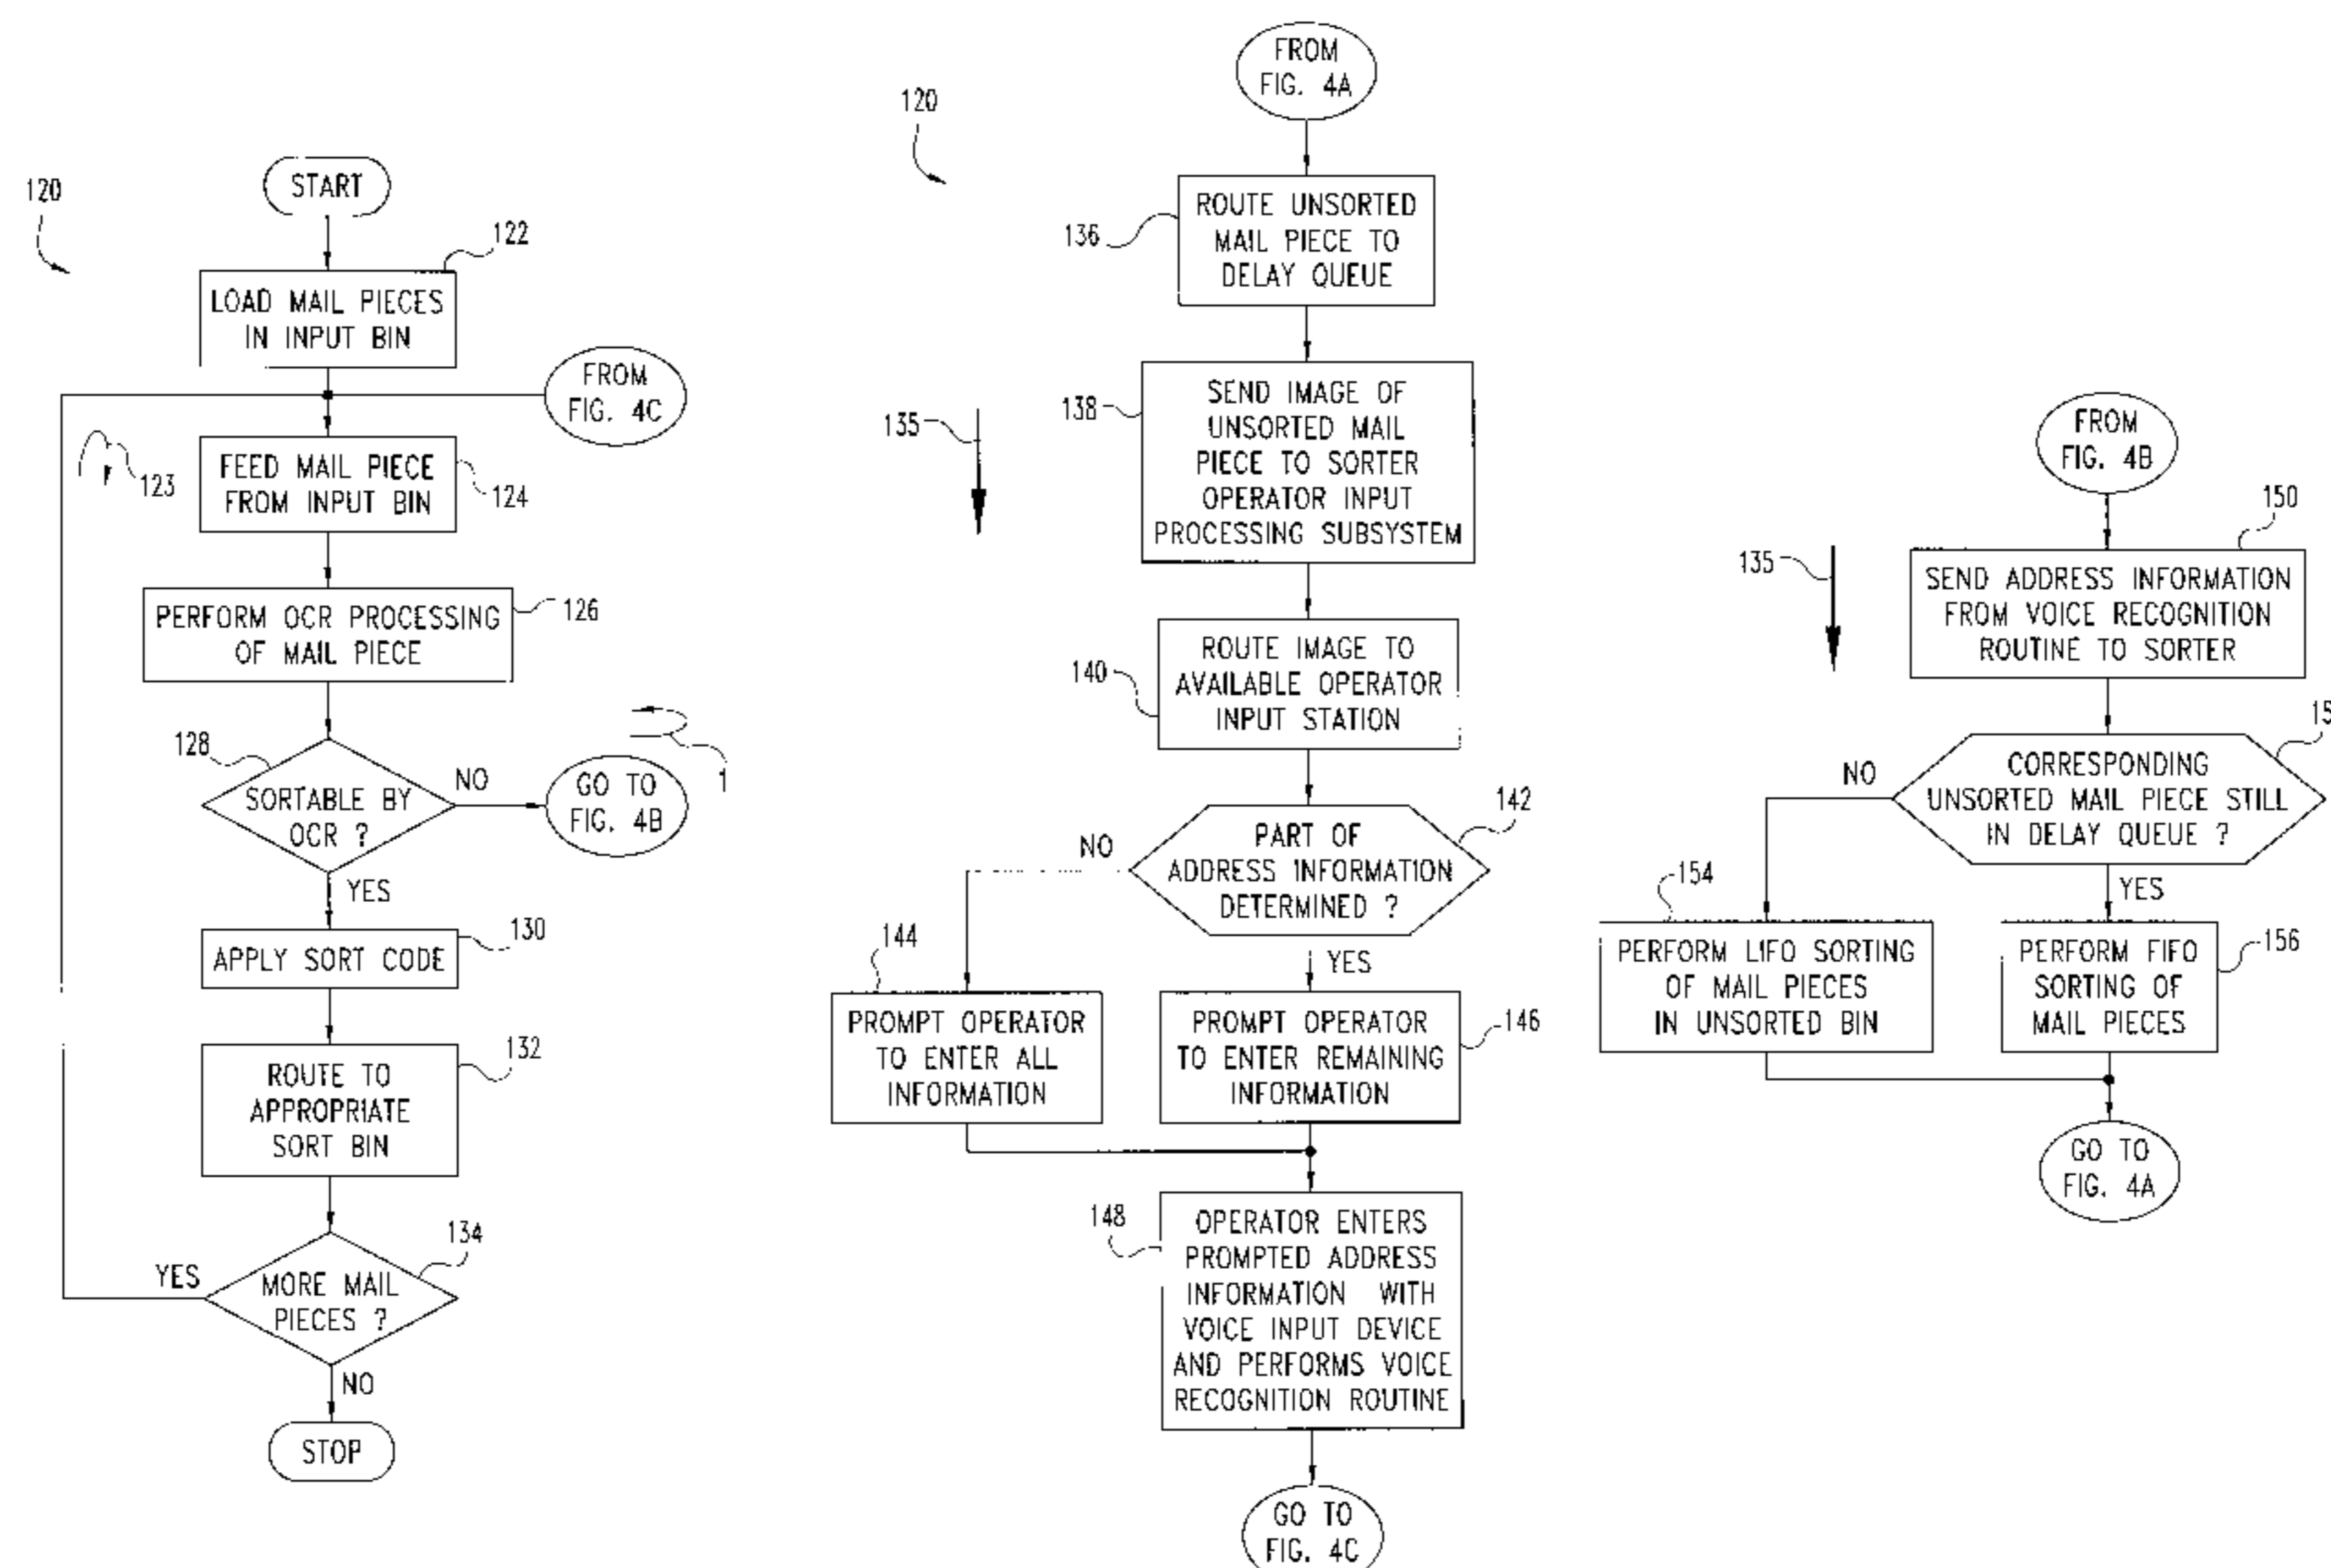 120
START
122
LOAD MAIL PIECES
IN INPUT BIN
FROM
FIG. 4C
123
FEED MAIL PIECE
FROM INPUT BIN
124
PERFORM OCR PROCESSING
OF MAIL PIECE
126
128
SORTABLE BY
OCR ?
NO
GO TO
FIG. 4B
1
YES
APPLY SORT CODE
130
ROUTE TO
APPROPRIATE
SORT BIN
132
134
YES
MORE MAIL
PIECES ?
NO
STOP
120
FROM
FIG. 4A
136
ROUTE UNSORTED
MAIL PIECE TO
DELAY QUEUE
135
138
SEND IMAGE OF
UNSORTED MAIL
PIECE TO SORTER
OPERATOR INPUT
PROCESSING SUBSYSTEM
140
ROUTE IMAGE TO
AVAILABLE OPERATOR
INPUT STATION
142
NO
PART OF
ADDRESS INFORMATION
DETERMINED ?
YES
144
PROMPT OPERATOR
TO ENTER ALL
INFORMATION
PROMPT OPERATOR
TO ENTER REMAINING
INFORMATION
146
148
OPERATOR ENTERS
PROMPTED ADDRESS
INFORMATION WITH
VOICE INPUT DEVICE
AND PERFORMS VOICE
RECOGNITION ROUTINE
GO TO
FIG. 4C
FROM
FIG. 4B
150
135
SEND ADDRESS INFORMATION
FROM VOICE RECOGNITION
ROUTINE TO SORTER
15
NO
CORRESPONDING
UNSORTED MAIL PIECE STILL
IN DELAY QUEUE ?
YES
154
PERFORM LIFO SORTING
OF MAIL PIECES
IN UNSORTED BIN
PERFORM FIFO
SORTING OF
MAIL PIECES
156
GO TO
FIG. 4A